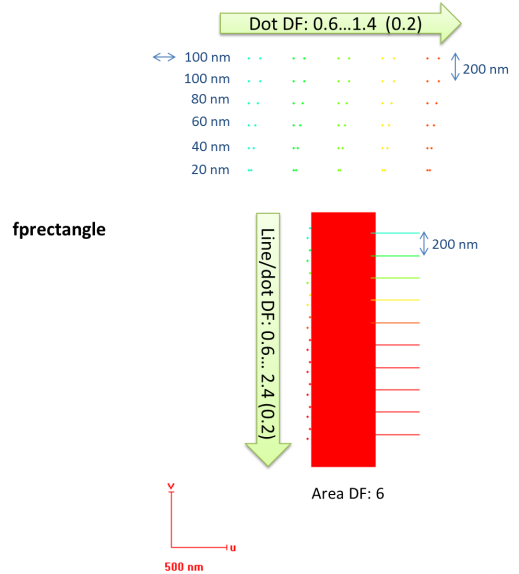 Dot DF: 0.6...1.4 (0.2)
100 nm
200 nm
100 nm
80 nm
60 nm
40 nm
20 nm
fprectangle
Line/dot DF: 0.6... 2.4 (0.2)
200 nm
Area DF: 6
v
u
500 nm